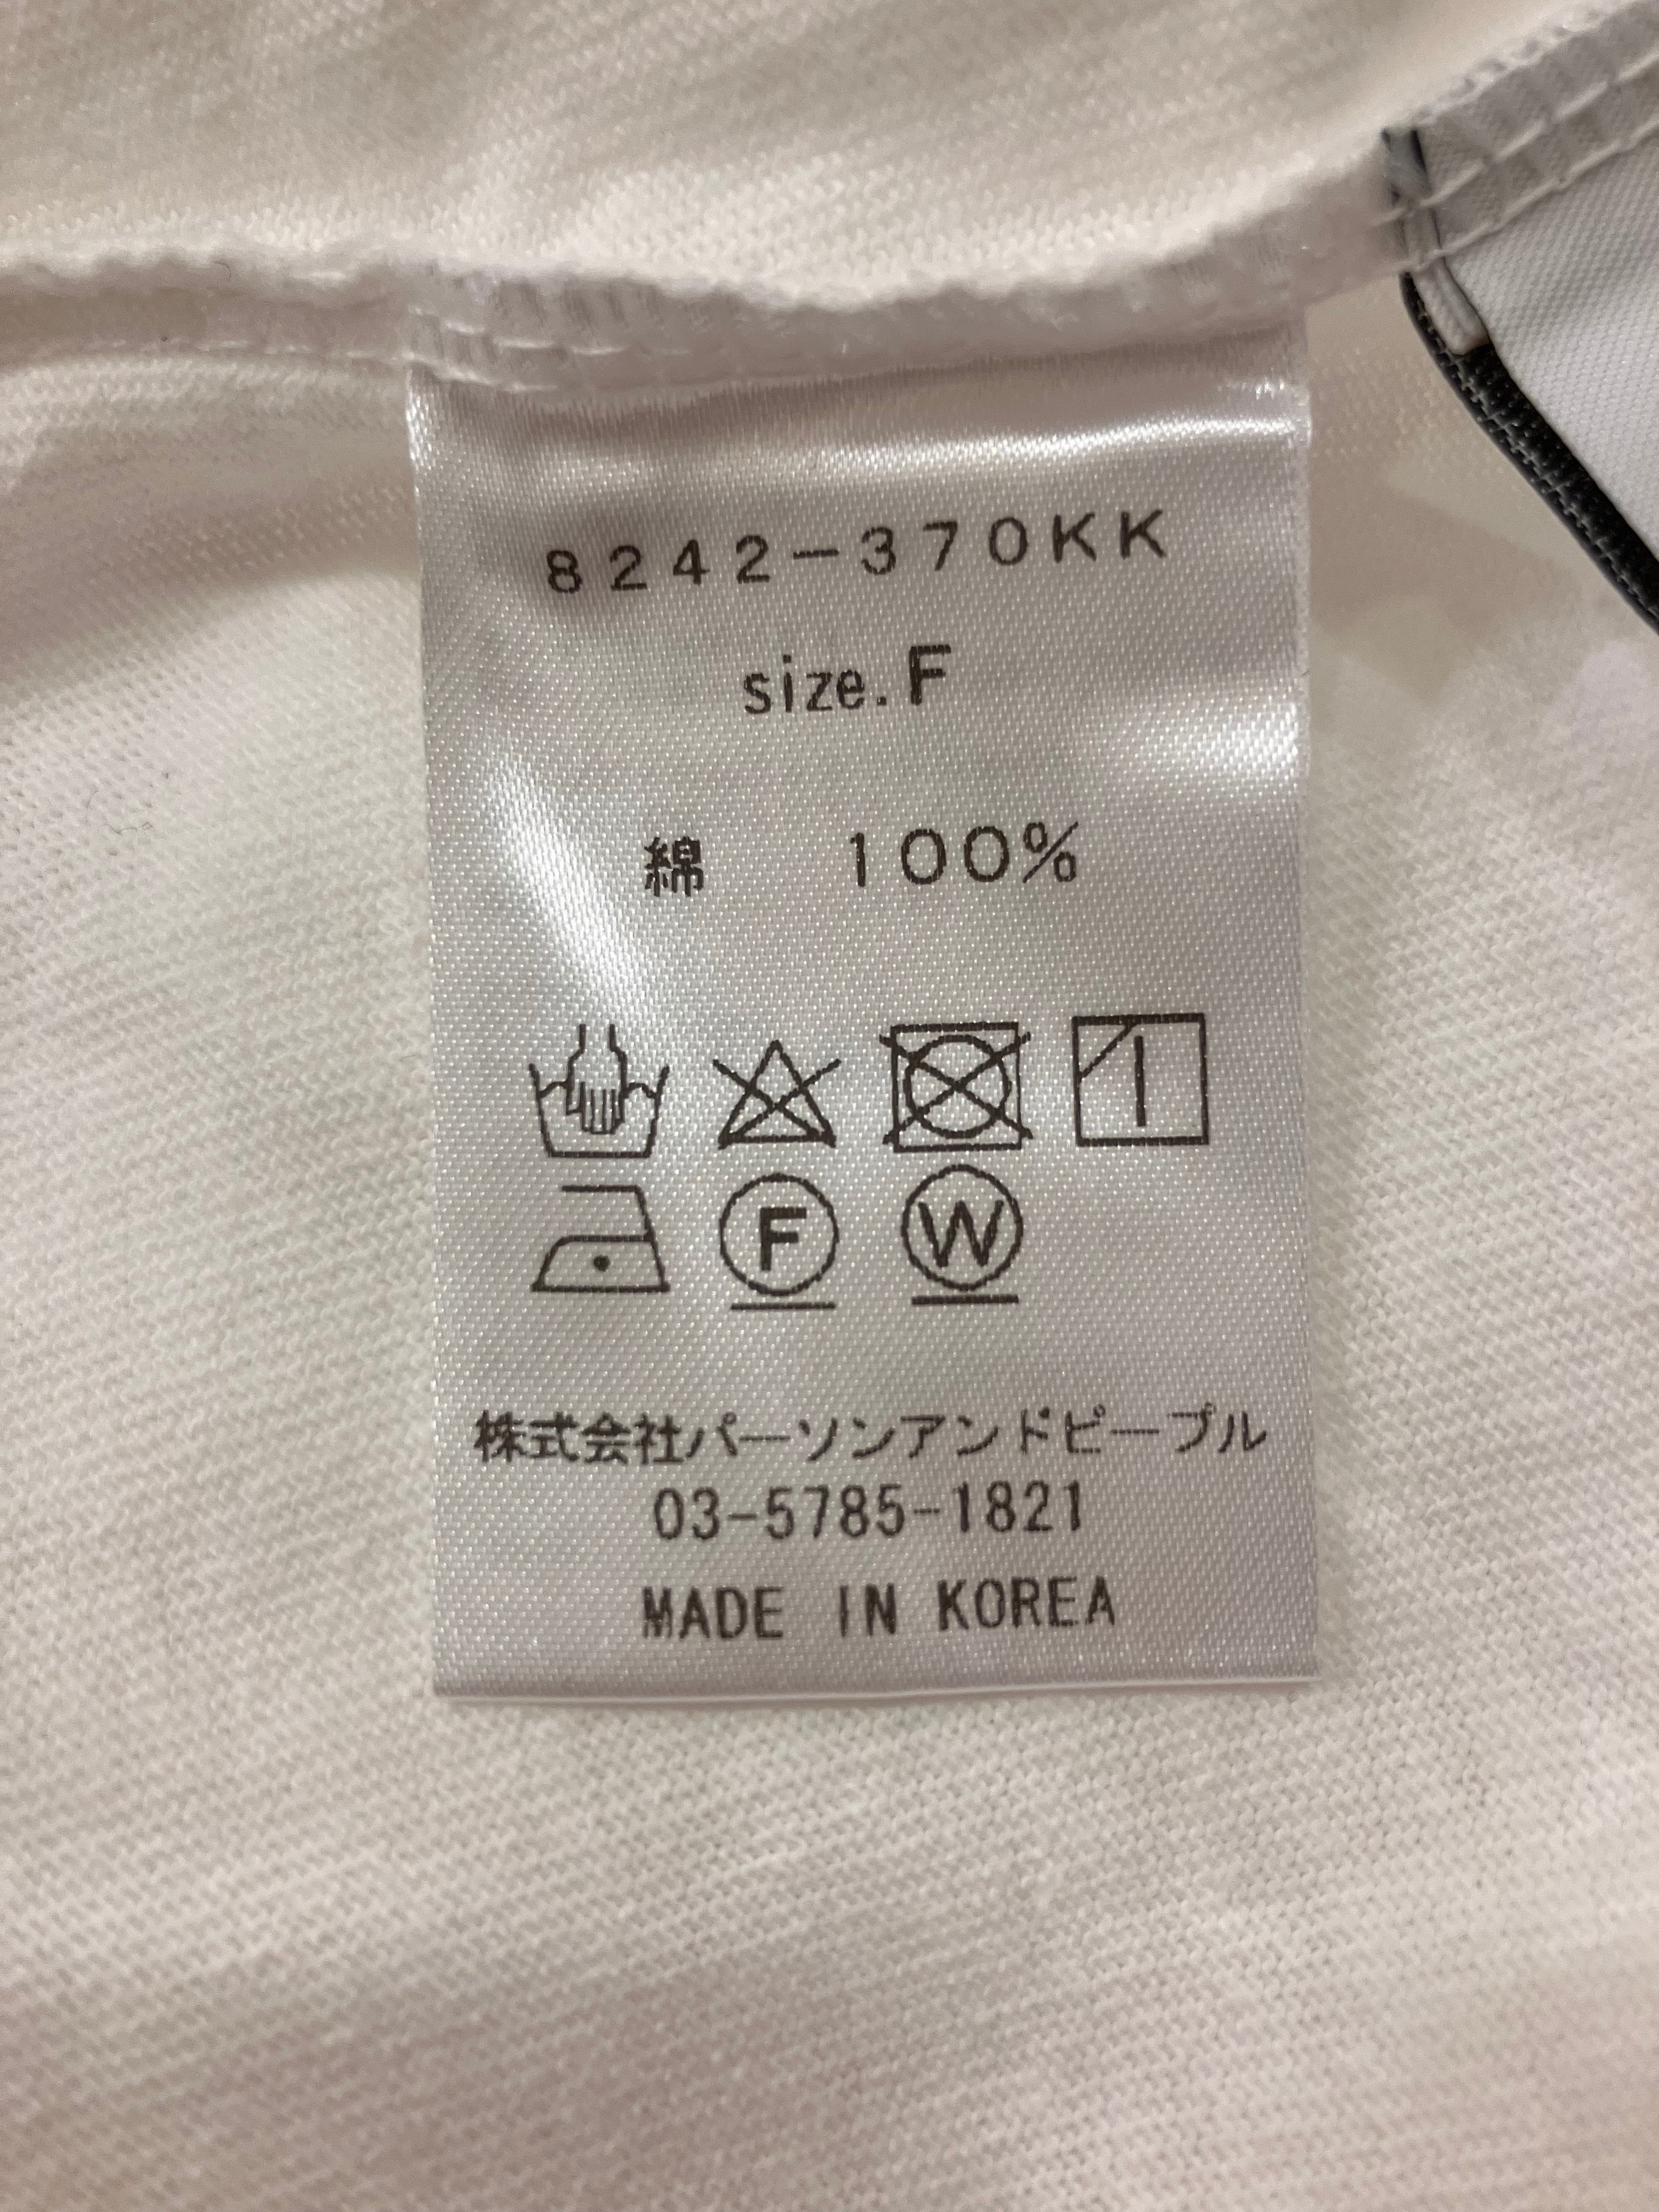 8242-370KK
size.F
綿 100%
F W
株式会社パーソンアンドピープル
03-5785-1821
MADE IN KOREA